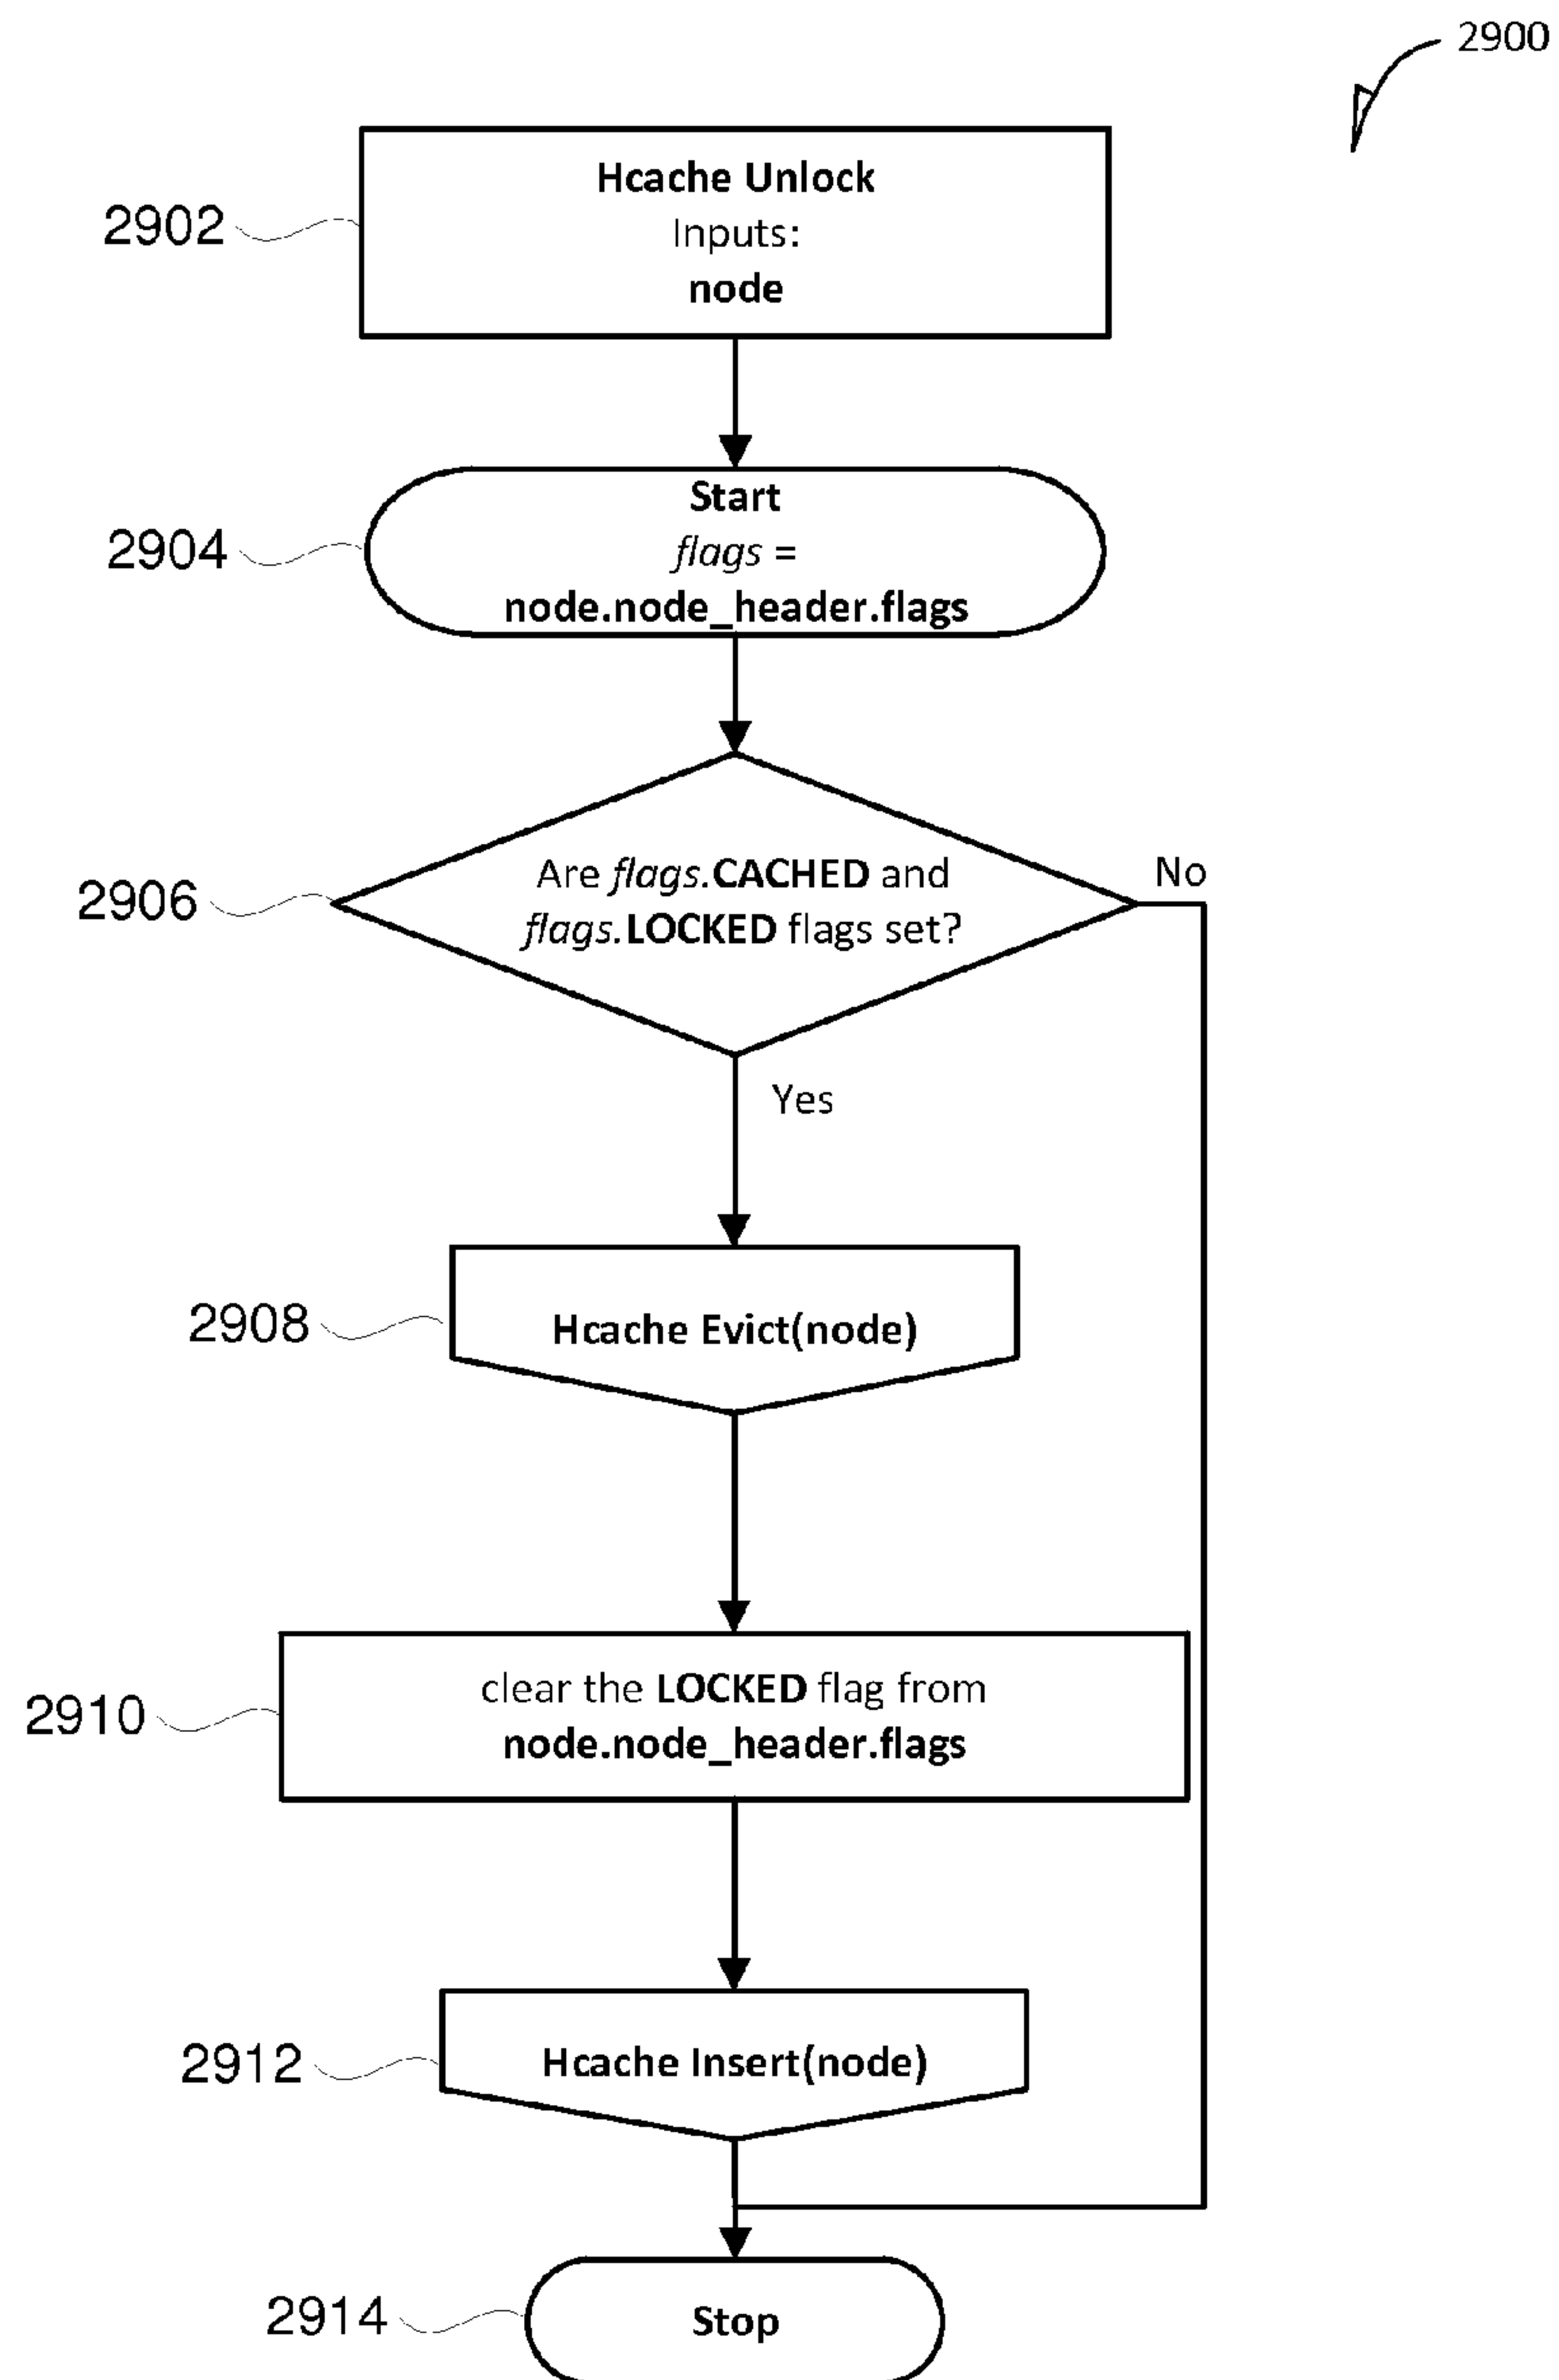 2900
Hcache Unlock
Inputs:
node
2902
Start
flags =
node.node_header.flags
2904
Are flags.CACHED and
flags.LOCKED flags set?
2906
No
Yes
Hcache Evict(node)
2908
clear the LOCKED flag from
node.node_header.flags
2910
Hcache Insert(node)
2912
Stop
2914